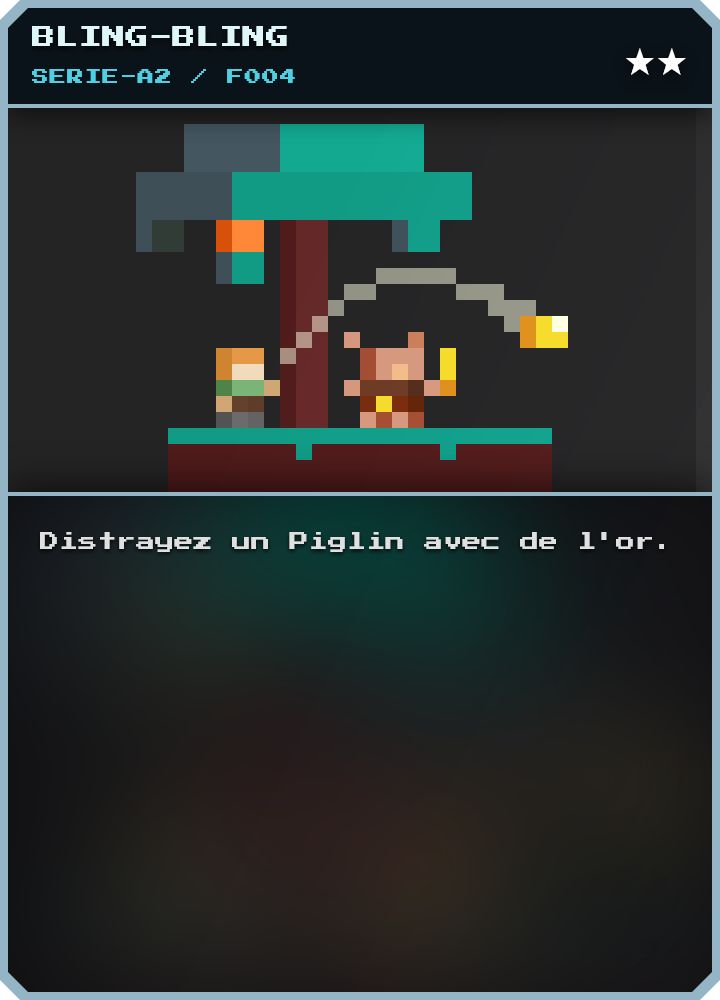 BLING-BLING
SERIE-A2 / F004
★★
Distrayez un Piglin avec de l'or.